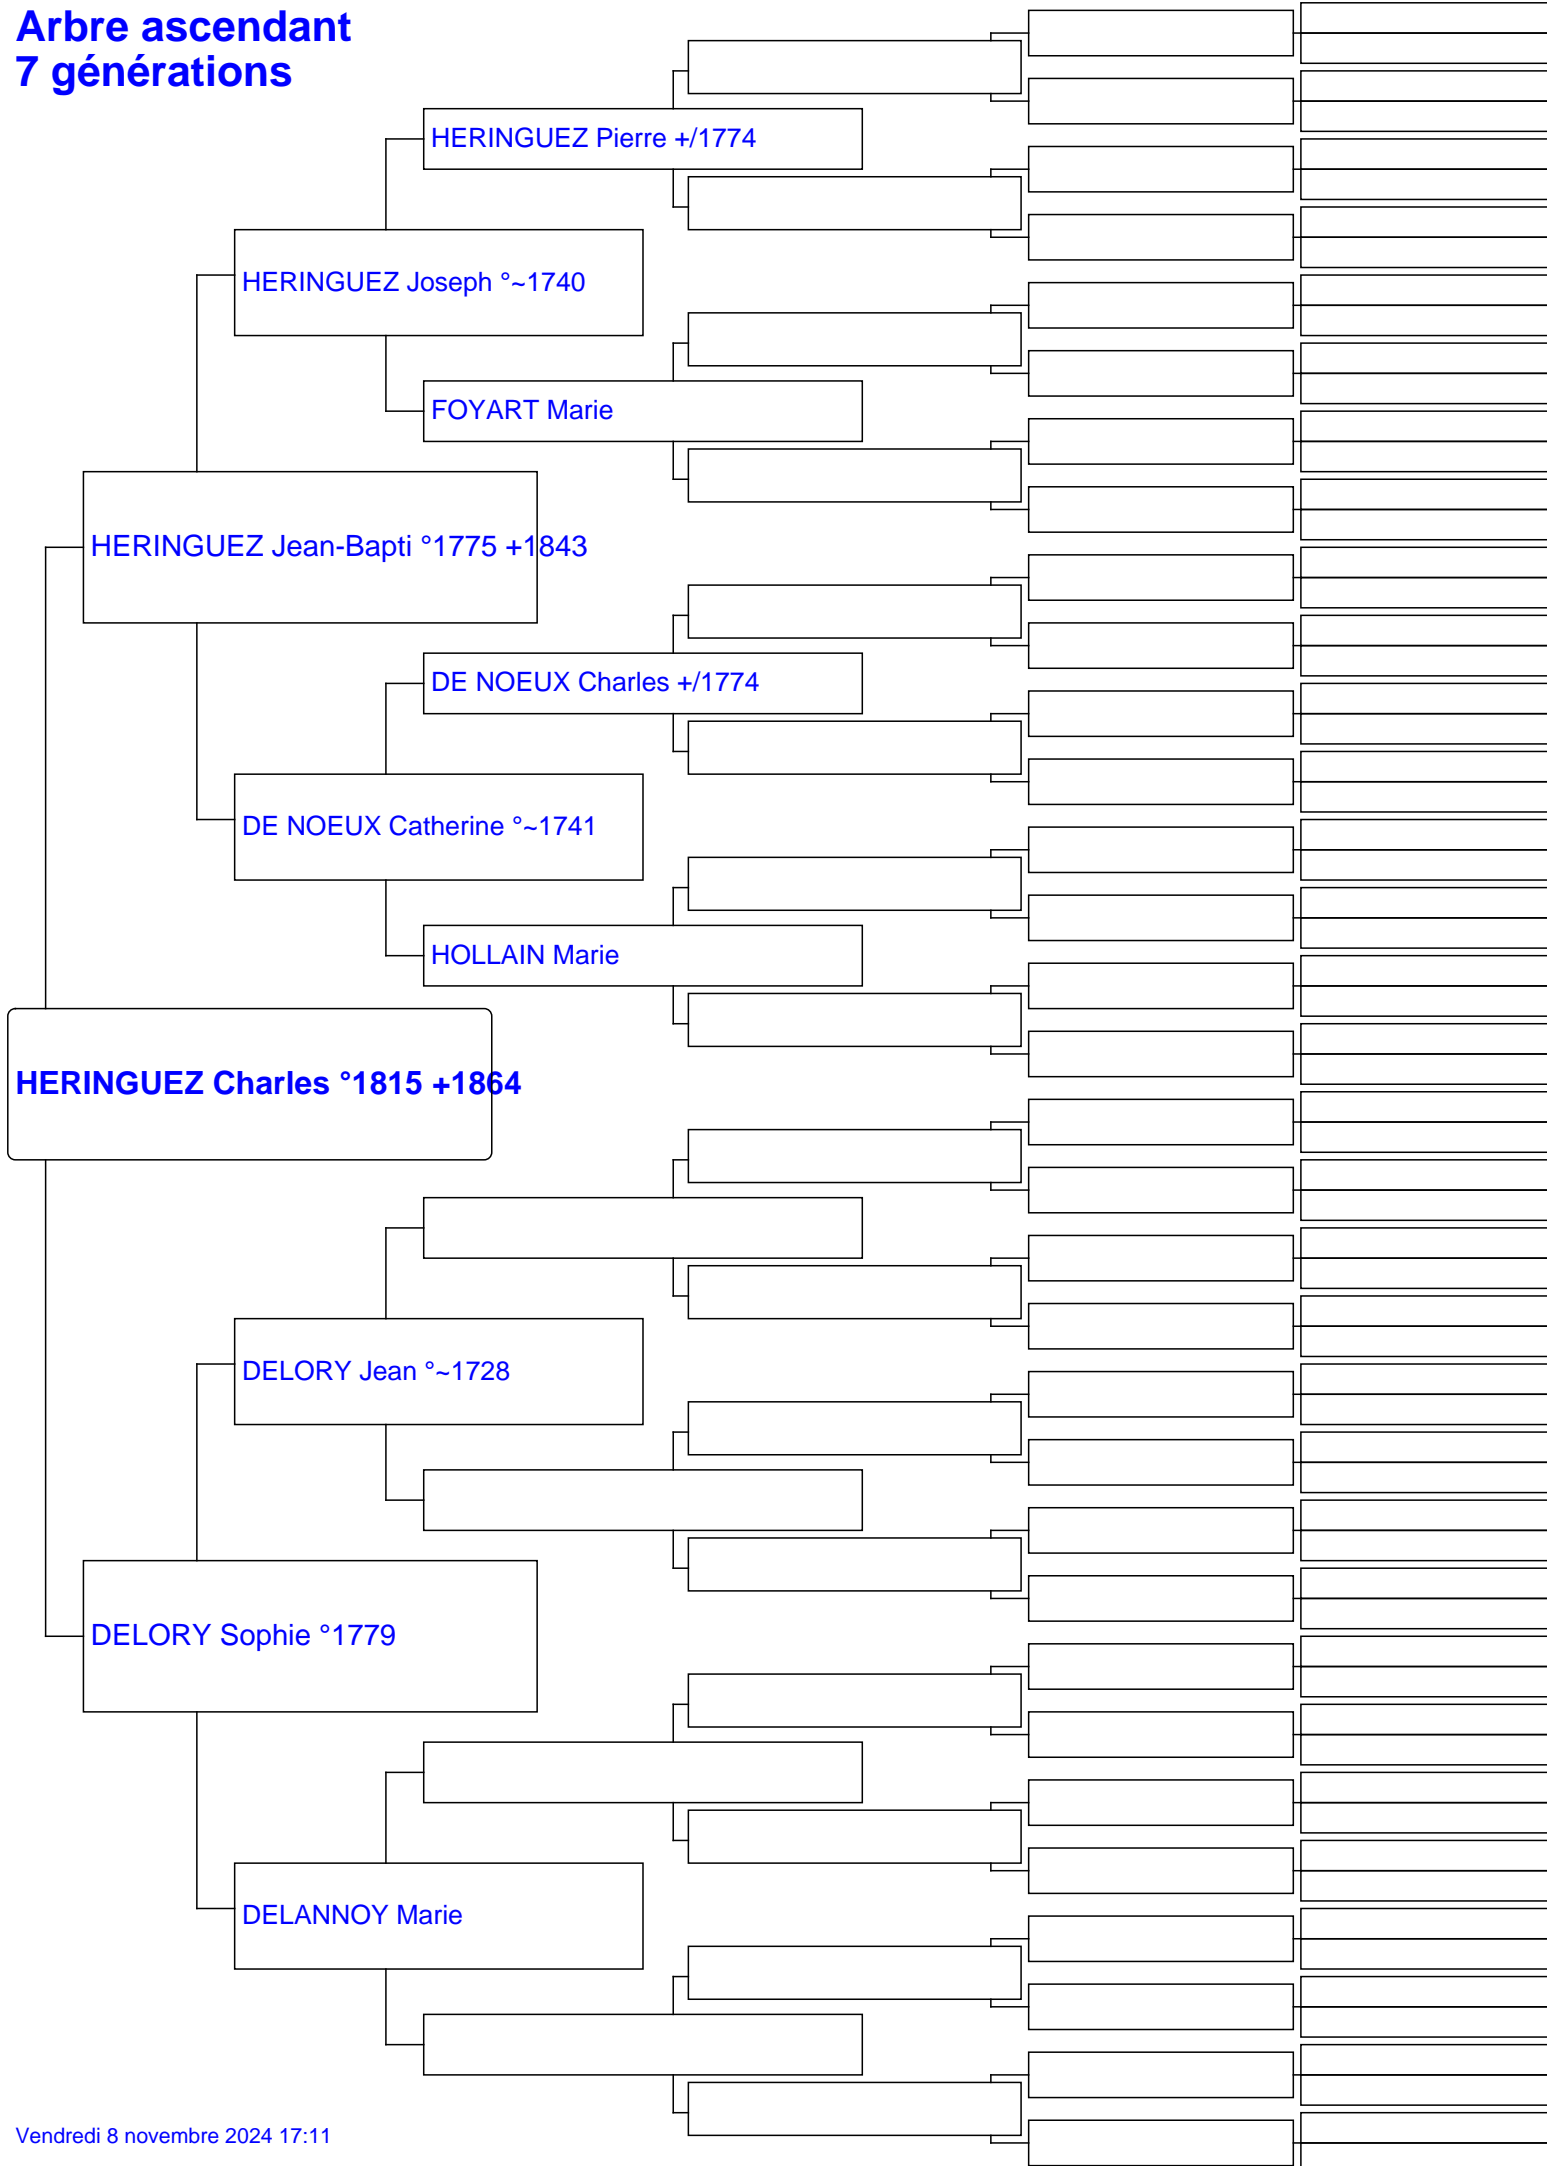 Arbre ascendant
7 générations
HERINGUEZ Pierre +/1774
HERINGUEZ Joseph °~1740
FOYART Marie
HERINGUEZ Jean-Bapti °1775 +1843
DE NOEUX Charles +/1774
DE NOEUX Catherine °~1741
HOLLAIN Marie
HERINGUEZ Charles °1815 +1864
DELORY Jean °~1728
DELORY Sophie °1779
DELANNOY Marie
Vendredi 8 novembre 2024 17:11